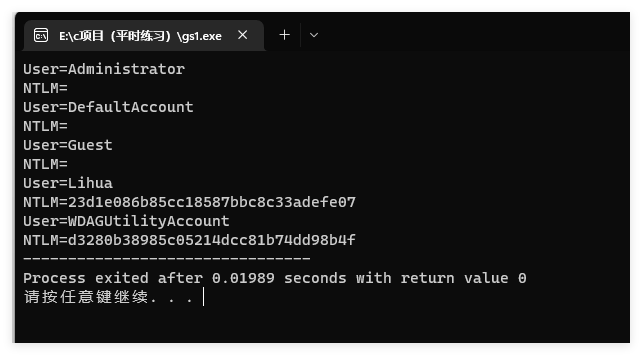 E:\c项目（平时练习）\gs1.exe
User=Administrator
NTLM=
User=DefaultAccount
NTLM=
User=Guest
NTLM=
User=Lihua
NTLM=23d1e086b85cc18587bbc8c33adefe07
User=WDAGUtilityAccount
NTLM=d3280b38985c05214dcc81b74dd98b4f
--------------------------------
Process exited after 0.01989 seconds with return value 0
请按任意键继续. . .